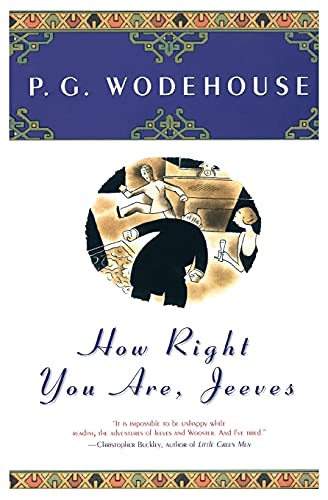 P. G. WODEHOUSE
How Right
You Are, Jeeves
"It is impossible to be unhappy while
reading the adventures of Jeeves and Wooster. And I've tried."
—Christopher Buckley, author of Little Green Men